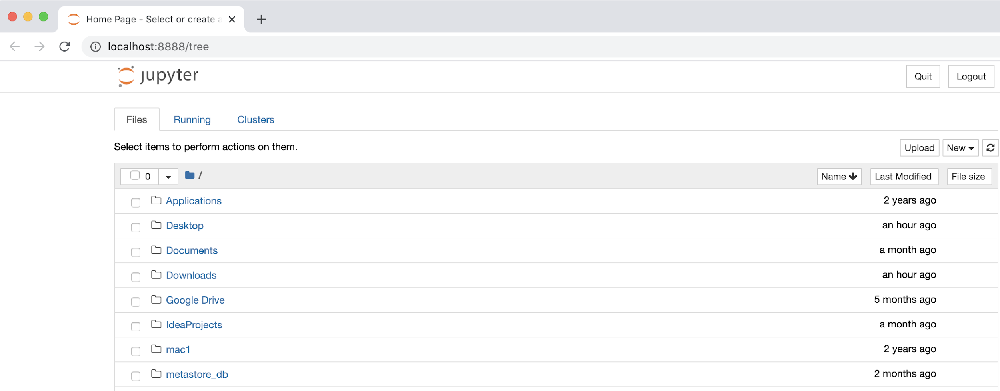 Home Page - Select or create a
localhost:8888/tree
jupyter
Quit Logout
Files Running Clusters
Select items to perform actions on them.
Upload New
0 / Name Last Modified File size
Applications 2 years ago
Desktop an hour ago
Documents a month ago
Downloads an hour ago
Google Drive 5 months ago
IdeaProjects a month ago
mac1 2 years ago
metastore_db 2 months ago